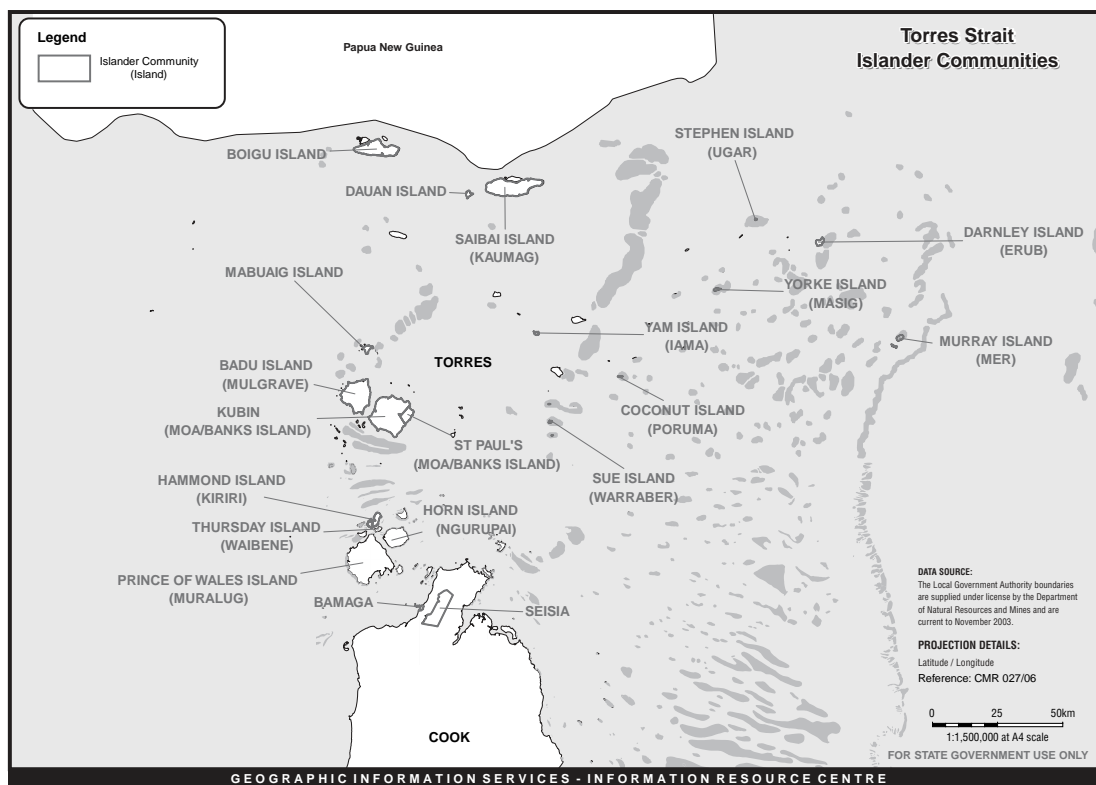 Legend
Islander Community
(Island)
Papua New Guinea
Torres Strait
Islander Communities
BOIGU ISLAND
STEPHEN ISLAND
(UGAR)
DAUAN ISLAND
SAIBAI ISLAND
(KAUMAG)
DARNLEY ISLAND
(ERUB)
MABUAIG ISLAND
YORKE ISLAND
(MASIG)
YAM ISLAND
(IAMA)
MURRAY ISLAND
(MER)
TORRES
BADU ISLAND
(MULGRAVE)
KUBIN
(MOA/BANKS ISLAND)
COCONUT ISLAND
(PORUMA)
ST PAUL'S
(MOA/BANKS ISLAND)
SUE ISLAND
(WARRABER)
HAMMOND ISLAND
(KIRIRI)
HORN ISLAND
(NGURUPAI)
THURSDAY ISLAND
(WAIBENE)
PRINCE OF WALES ISLAND
(MURALUG)
BAMAGA
SEISIA
COOK
DATA SOURCE:
The Local Government Authority boundaries
are supplied under license by the Department
of Natural Resources and Mines and are
current to November 2003.
PROJECTION DETAILS:
Latitude / Longitude
Reference: CMR 027/06
0 25 50km
1:1,500,000 at A4 scale
FOR STATE GOVERNMENT USE ONLY
GEOGRAPHIC INFORMATION SERVICES - INFORMATION RESOURCE CENTRE